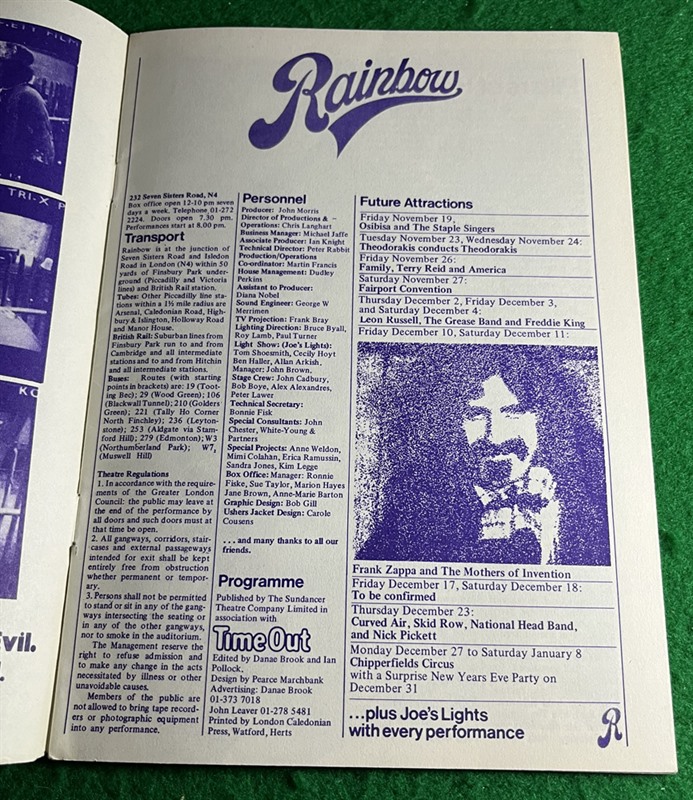 ETT FILM
TRI-X P
KO
Evil.
Rainbow
232 Seven Sisters Road, N4
Box office open 12-10 pm seven
days a week. Telephone 01-272
2224. Doors open 7.30 pm.
Performances start at 8.00 pm.
Transport
Rainbow is at the junction of
Seven Sisters Road and Isledon
Road in London (N4) within 50
yards of Finsbury Park under-
ground (Piccadilly and Victoria
lines) and British Rail station.
Tubes: Other Piccadilly line sta-
tions within a 1½ mile radius are
Arsenal, Caledonian Road, High-
bury & Islington, Holloway Road
and Manor House.
British Rail: Suburban lines from
Finsbury Park run to and from
Cambridge and all intermediate
stations and to and from Hitchin
and all intermediate stations.
Buses: Routes (with starting
points in brackets) are: 19 (Toot-
ing Bec); 29 (Wood Green); 106
(Blackwall Tunnel); 210 (Golders
Green); 221 (Tally Ho Corner
North Finchley); 236 (Leyton-
stone); 253 (Aldgate via Stam-
ford Hill); 279 (Edmonton); W3
(Northumberland Park); W7,
(Muswell Hill)
Theatre Regulations
1. In accordance with the require-
ments of the Greater London
Council: the public may leave at
the end of the performance by
all doors and such doors must at
that time be open.
2. All gangways, corridors, stair-
cases and external passageways
intended for exit shall be kept
entirely free from obstruction
whether permanent or tempor-
ary.
3. Persons shall not be permitted
to stand or sit in any of the gang-
ways intersecting the seating or
in any of the other gangways,
nor to smoke in the auditorium.
The Management reserve the
right to refuse admission and
to make any change in the acts
necessitated by illness or other
unavoidable causes.
Members of the public are
not allowed to bring tape record-
ers or photographic equipment
into any performance.
Personnel
Producer: John Morris
Director of Productions & –
Operations: Chris Langhart
Business Manager: Michael Jaffe
Associate Producer: Ian Knight
Technical Director: Peter Rabbit
Production/Operations
Co-ordinator: Martin Francis
House Management: Dudley
Perkins
Assistant to Producer:
Diana Nobel
Sound Engineer: George W
Merrimen
TV Projection: Frank Bray
Lighting Direction: Bruce Byall,
Roy Lamb, Paul Turner
Light Show: (Joe's Lights):
Tom Shoesmith, Cecily Hoyt
Ben Haller, Allan Arkish,
Manager; John Brown,
Stage Crew: John Cadbury,
Bob Boye, Alex Alexandres,
Peter Lawer
Technical Secretary:
Bonnie Fisk
Special Consultants: John
Chester, White-Young &
Partners
Special Projects: Anne Weldon,
Mimi Colahan, Erica Ramussin,
Sandra Jones, Kim Legge
Box Office: Manager: Ronnie
Fiske, Sue Taylor, Marion Hayes
Jane Brown, Anne-Marie Barton
Graphic Design: Bob Gill
Ushers Jacket Design: Carole
Cousens
...and many thanks to all our
friends.
Programme
Published by The Sundancer
Theatre Company Limited in
association with
Time Out
Edited by Danae Brook and Ian
Pollock.
Design by Pearce Marchbank
Advertising: Danae Brook
01-373 7018
John Leaver 01-278 5481
Printed by London Caledonian
Press, Watford, Herts
Future Attractions
Friday November 19,
Osibisa and The Staple Singers
Tuesday November 23, Wednesday November 24:
Theodorakis conducts Theodorakis
Friday November 26:
Family, Terry Reid and America
Saturday November 27:
Fairport Convention
Thursday December 2, Friday December 3,
and Saturday December 4:
Leon Russell, The Grease Band and Freddie King
Friday December 10, Saturday December 11:
Frank Zappa and The Mothers of Invention
Friday December 17, Saturday December 18:
To be confirmed
Thursday December 23:
Curved Air, Skid Row, National Head Band,
and Nick Pickett
Monday December 27 to Saturday January 8
Chipperfields Circus
with a Surprise New Years Eve Party on
December 31
...plus Joe's Lights
with every performance
R